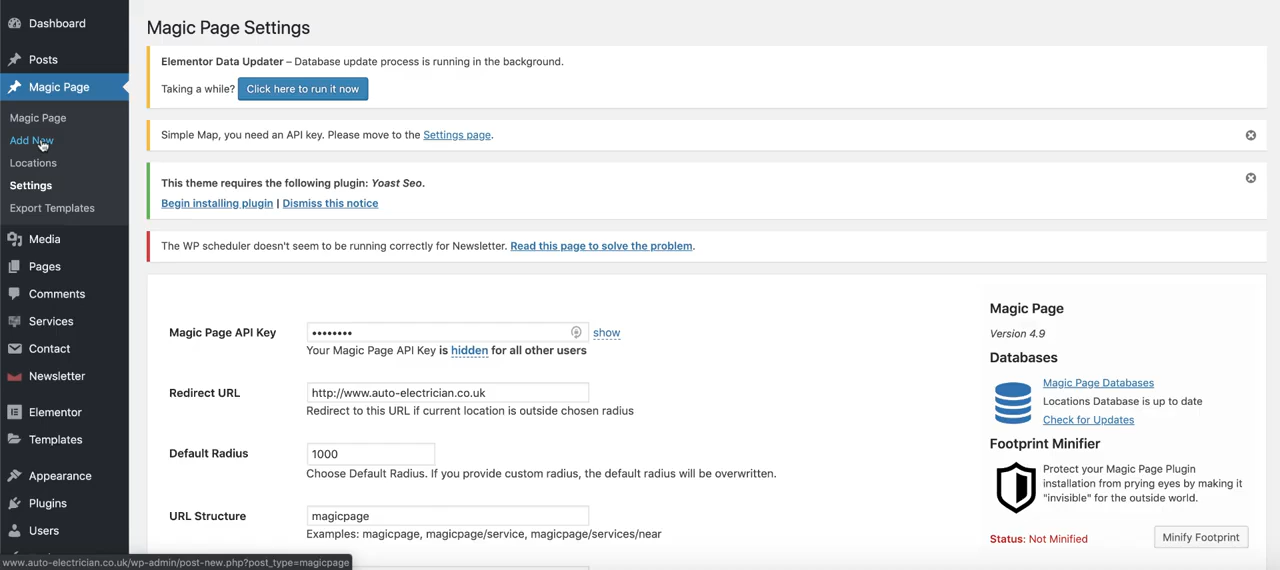 Dashboard
Posts
Magic Page
Magic Page
Add New
Locations
Settings
Export Templates
Media
Pages
Comments
Services
Contact
Newsletter
Elementor
Templates
Appearance
Plugins
Users
www.auto-electrician.co.uk/wp-admin/post-new.php?post_type=magicpage
Magic Page Settings
Elementor Data Updater – Database update process is running in the background.
Taking a while? Click here to run it now
Simple Map, you need an API key. Please move to the Settings page.
This theme requires the following plugin: Yoast Seo.
Begin installing plugin | Dismiss this notice
The WP scheduler doesn't seem to be running correctly for Newsletter. Read this page to solve the problem.
Magic Page API Key
•••••••• show
Your Magic Page API Key is hidden for all other users
Redirect URL
http://www.auto-electrician.co.uk
Redirect to this URL if current location is outside chosen radius
Default Radius
1000
Choose Default Radius. If you provide custom radius, the default radius will be overwritten.
URL Structure
magicpage
Examples: magicpage, magicpage/service, magicpage/services/near
Magic Page
Version 4.9
Databases
Magic Page Databases
Locations Database is up to date
Check for Updates
Footprint Minifier
Protect your Magic Page Plugin
installation from prying eyes by making it
"invisible" for the outside world.
Status: Not Minified
Minify Footprint